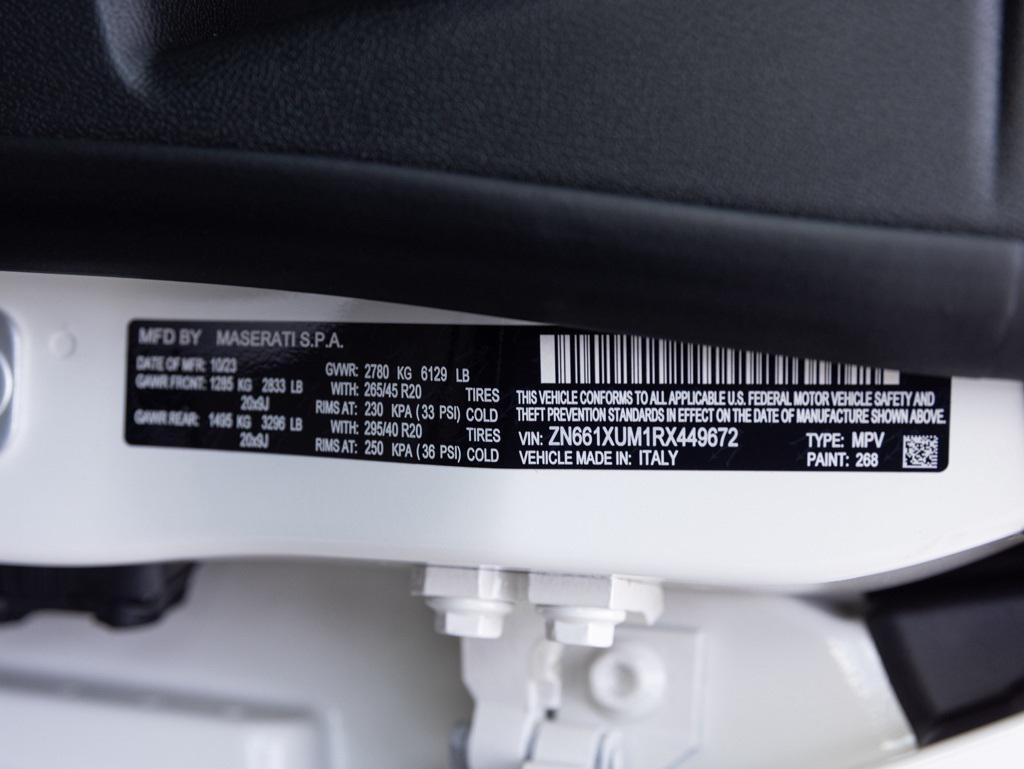 MFD BY MASERATI S.P.A.
DATE OF MFR: 10/23
GAWR FRONT: 1285 KG 2833 LB
20x9J
GAWR REAR: 1495 KG 3296 LB
20x9J
GVWR: 2780 KG 6129 LB
WITH: 265/45 R20 TIRES
RIMS AT: 230 KPA (33 PSI) COLD
WITH: 295/40 R20 TIRES
RIMS AT: 250 KPA (36 PSI) COLD
THIS VEHICLE CONFORMS TO ALL APPLICABLE U.S. FEDERAL MOTOR VEHICLE SAFETY AND
THEFT PREVENTION STANDARDS IN EFFECT ON THE DATE OF MANUFACTURE SHOWN ABOVE.
VIN: ZN661XUM1RX449672 TYPE: MPV
VEHICLE MADE IN: ITALY PAINT: 268